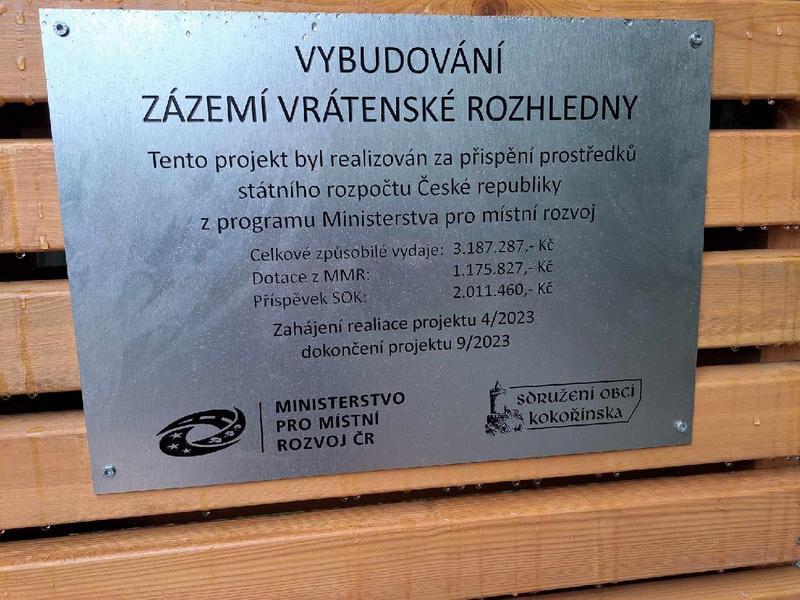 VYBUDOVÁNÍ
ZÁZEMÍ VRÁTENSKÉ ROZHLEDNY
Tento projekt byl realizován za přispění prostředků
státního rozpočtu České republiky
z programu Ministerstva pro místní rozvoj
Celkové způsobilé výdaje: 3.187.287,- Kč
Dotace z MMR: 1.175.827,- Kč
Příspěvek SOK: 2.011.460,- Kč
Zahájení realiace projektu 4/2023
dokončení projektu 9/2023
MINISTERSTVO
PRO MÍSTNÍ
ROZVOJ ČR
SDRUŽENÍ OBCÍ
KOKOŘÍNSKA